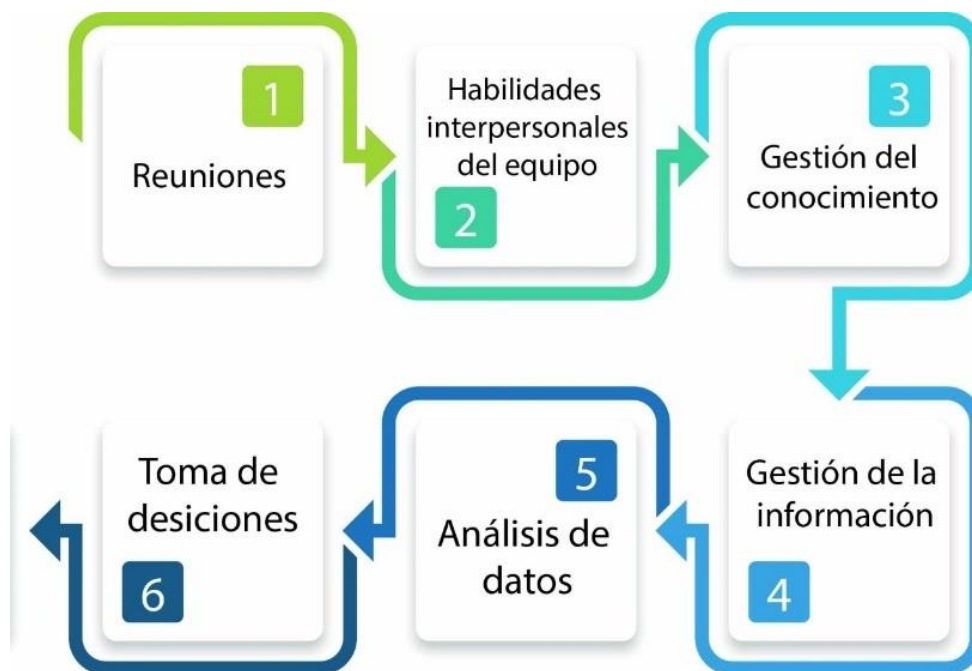 1
Reuniones
Habilidades
interpersonales
del equipo
2
3
Gestión del
conocimiento
Gestión de la
información
4
5
Análisis de
datos
Toma de
desiciones
6